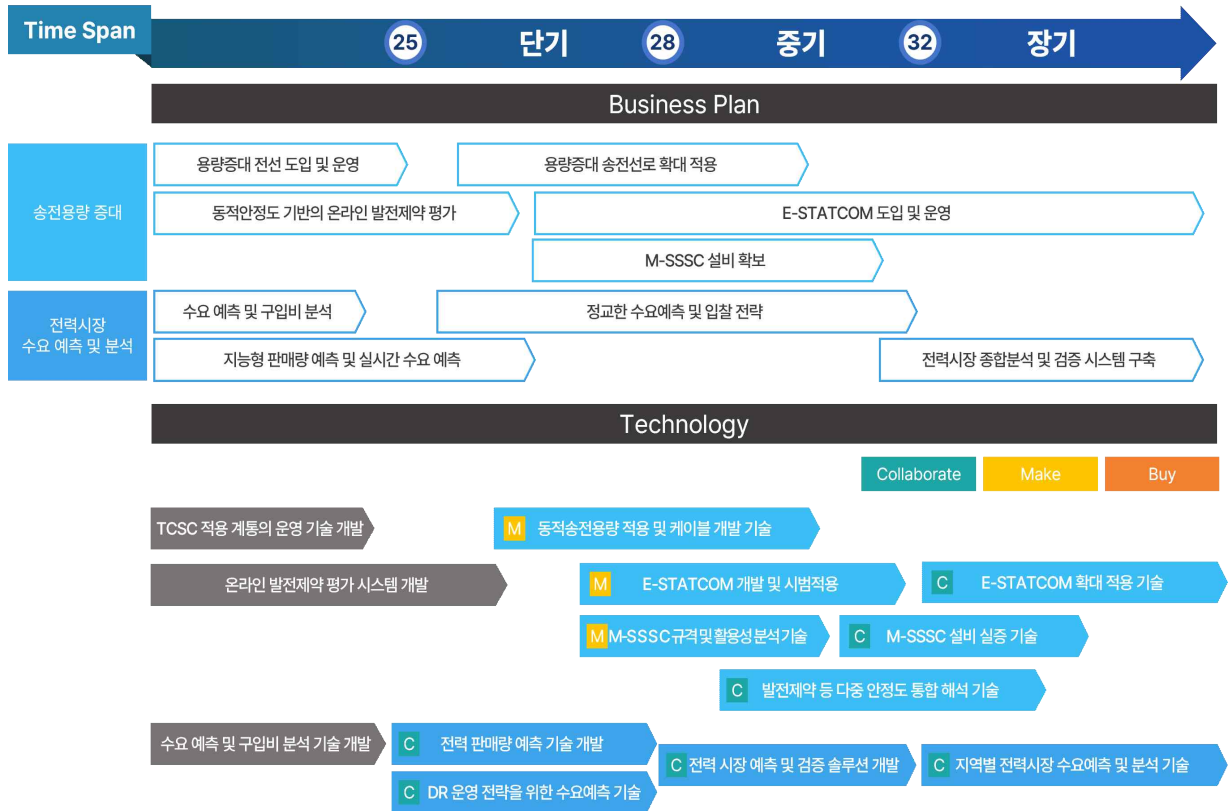 Time Span
25
단기
28
중기
32
장기
Business Plan
송전용량 증대
용량증대 전선 도입 및 운영
용량증대 송전선로 확대 적용
동적안정도 기반의 온라인 발전제약 평가
E-STATCOM 도입 및 운영
M-SSSC 설비 확보
전력시장
수요 예측 및 분석
수요 예측 및 구입비 분석
정교한 수요예측 및 입찰 전략
지능형 판매량 예측 및 실시간 수요 예측
전력시장 종합분석 및 검증 시스템 구축
Technology
Collaborate
Make
Buy
TCSC 적용 계통의 운영 기술 개발
M 동적송전용량 적용 및 케이블 개발 기술
온라인 발전제약 평가 시스템 개발
M E-STATCOM 개발 및 시범적용
C E-STATCOM 확대 적용 기술
M M-SSSC 규격 및 활용성 분석 기술
C M-SSSC 설비 실증 기술
C 발전제약 등 다중 안정도 통합 해석 기술
수요 예측 및 구입비 분석 기술 개발
C 전력 판매량 예측 기술 개발
C 전력 시장 예측 및 검증 솔루션 개발
C 지역별 전력시장 수요예측 및 분석 기술
C DR 운영 전략을 위한 수요예측 기술